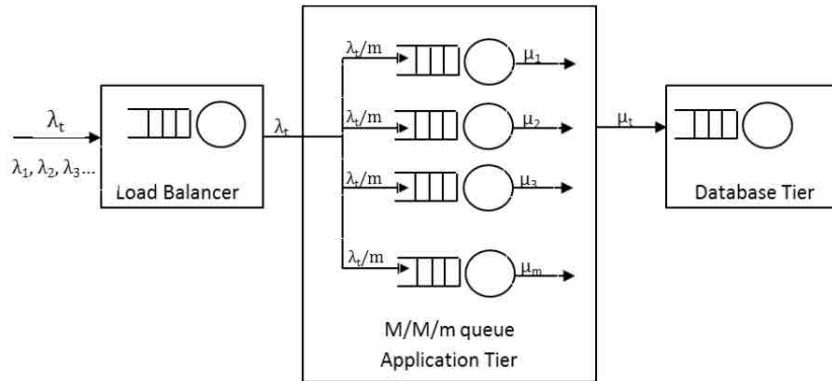 λₜ
λ₁, λ₂, λ₃...
Load Balancer
λₜ
λₜ/m
μ₁
λₜ/m
μ₂
λₜ/m
μ₃
λₜ/m
μₘ
M/M/m queue
Application Tier
μₜ
Database Tier